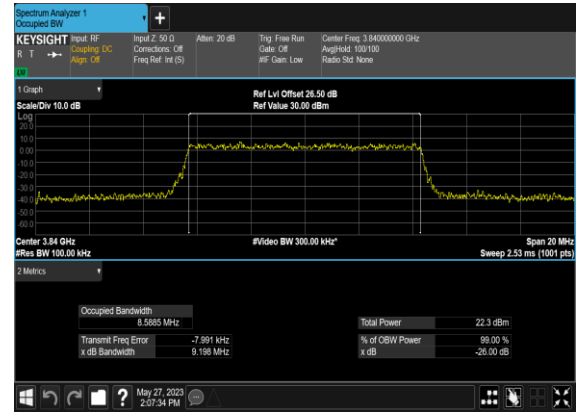 Spectrum Analyzer 1
Occupied BW
+
KEYSIGHT
R T
LW
Input: RF
Coupling: DC
Align: Off
Input Z: 50 Ω
Corrections: Off
Freq Ref: Int (S)
Atten: 20 dB
Trig: Free Run
Gate: Off
#IF Gain: Low
Center Freq: 3.840000000 GHz
Avg|Hold: 100/100
Radio Std: None
1 Graph
Scale/Div 10.0 dB
Ref Lvl Offset 26.50 dB
Ref Value 30.00 dBm
Log
20.0
10.0
0.00
-10.0
-20.0
-30.0
-40.0
-50.0
-60.0
Center 3.84 GHz
#Res BW 100.00 kHz
#Video BW 300.00 kHz*
Span 20 MHz
Sweep 2.53 ms (1001 pts)
2 Metrics
Occupied Bandwidth
8.5885 MHz
Total Power 22.3 dBm
Transmit Freq Error -7.991 kHz
% of OBW Power 99.00 %
x dB Bandwidth 9.198 MHz
x dB -26.00 dB
?
May 27, 2023
2:07:34 PM